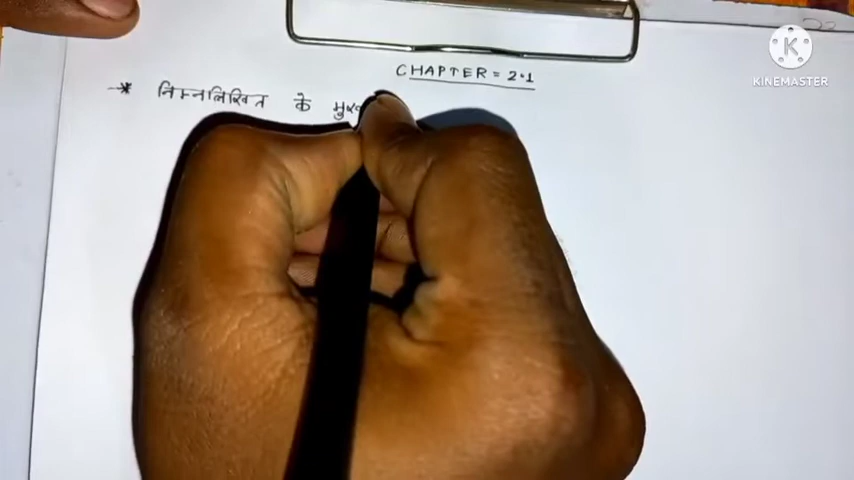 CHAPTER = 2.1
* निम्नलिखित के
KINEMASTER